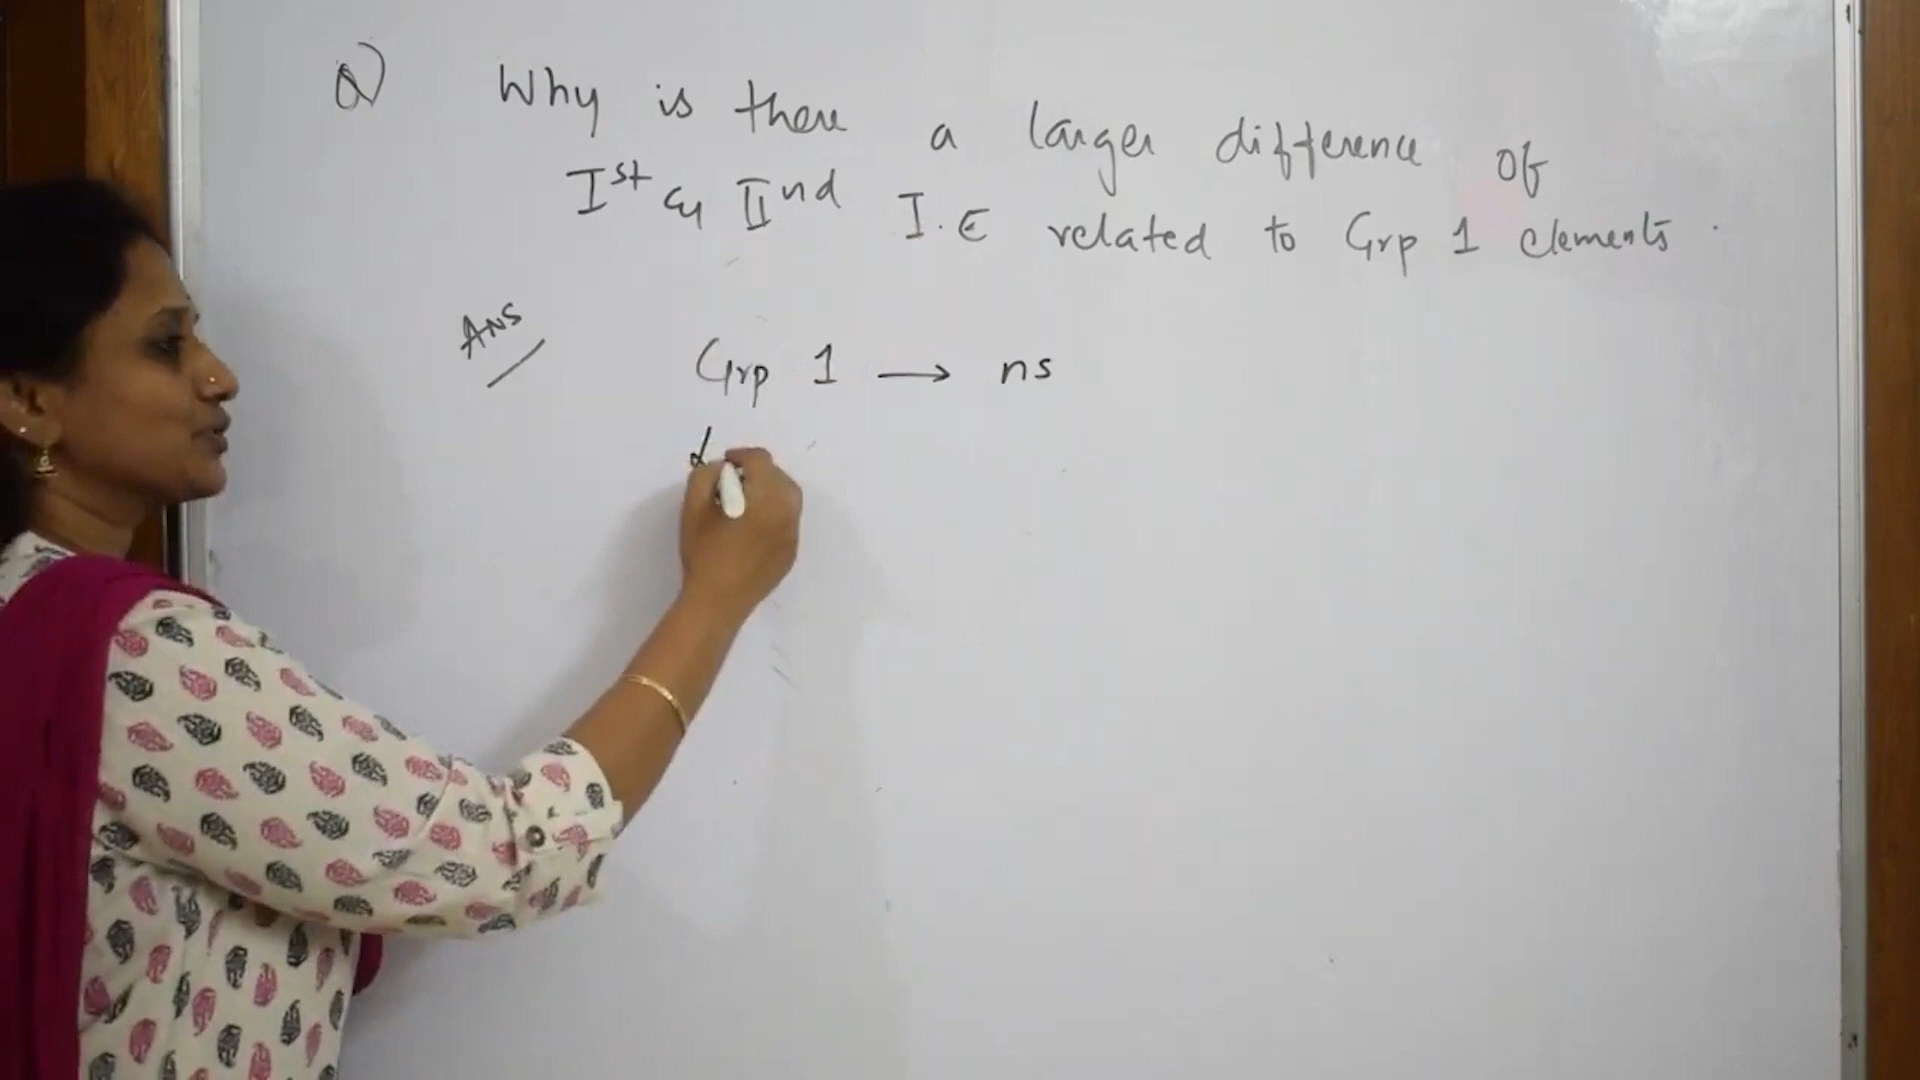 Q) Why is there a larger difference of
Ist & IInd I.E related to Grp 1 elements.
Ans
Grp 1 → ns